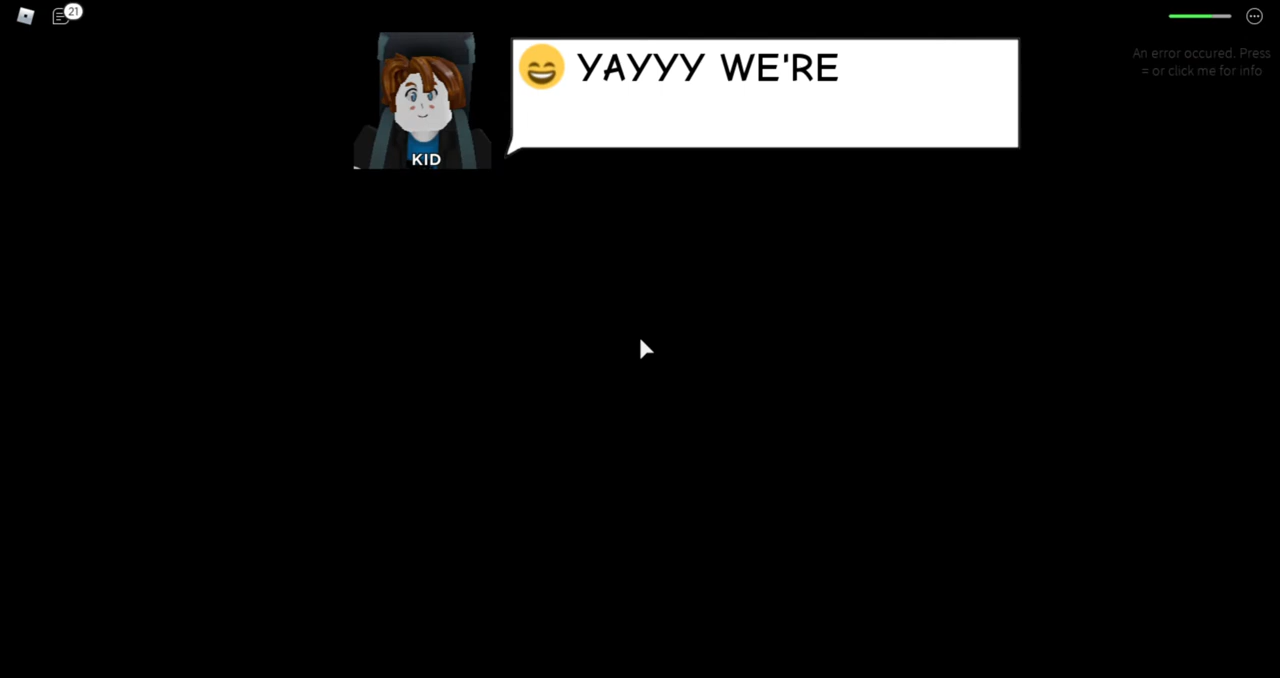 21
😄 YAYYY WE'RE
KID
An error occured. Press
= or click me for info